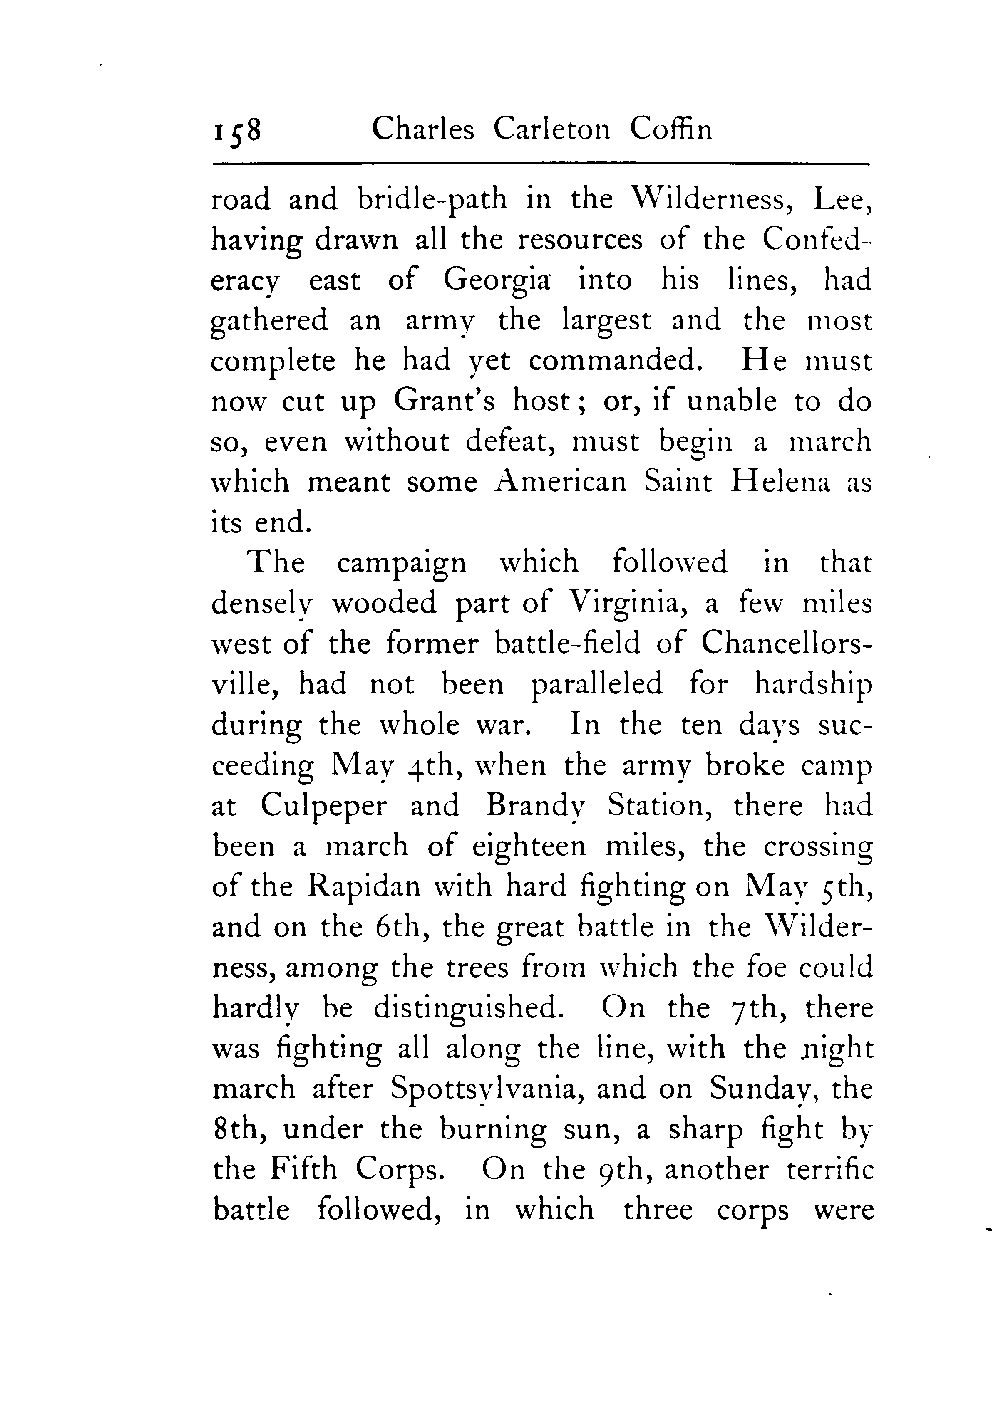 158 Charles Carleton Coffin
road and bridle-path in the Wilderness, Lee,
having drawn all the resources of the Confed-
eracy east of Georgia into his lines, had
gathered an army the largest and the most
complete he had yet commanded. He must
now cut up Grant's host; or, if unable to do
so, even without defeat, must begin a march
which meant some American Saint Helena as
its end.
The campaign which followed in that
densely wooded part of Virginia, a few miles
west of the former battle-field of Chancellors-
ville, had not been paralleled for hardship
during the whole war. In the ten days suc-
ceeding May 4th, when the army broke camp
at Culpeper and Brandy Station, there had
been a march of eighteen miles, the crossing
of the Rapidan with hard fighting on May 5th,
and on the 6th, the great battle in the Wilder-
ness, among the trees from which the foe could
hardly be distinguished. On the 7th, there
was fighting all along the line, with the night
march after Spottsylvania, and on Sunday, the
8th, under the burning sun, a sharp fight by
the Fifth Corps. On the 9th, another terrific
battle followed, in which three corps were